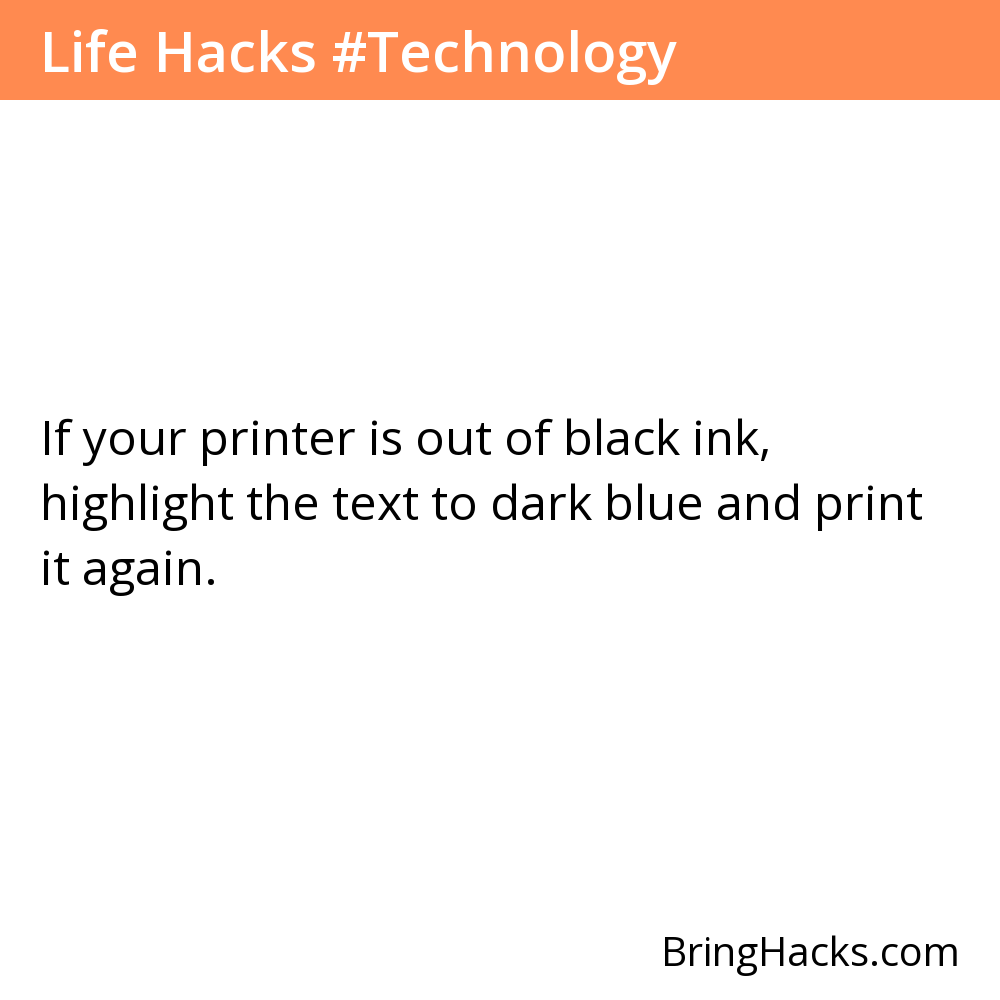 Life Hacks #Technology
If your printer is out of black ink,
highlight the text to dark blue and print
it again.
BringHacks.com